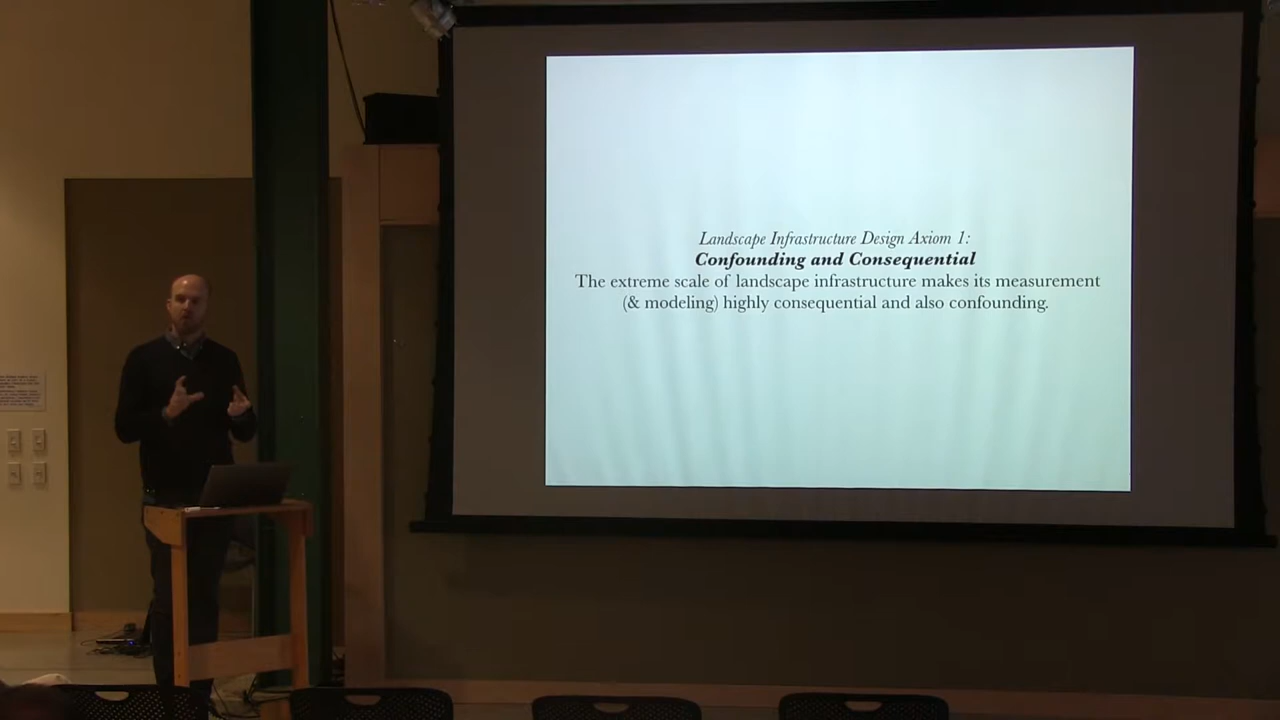 Landscape Infrastructure Design Axiom 1:
Confounding and Consequential
The extreme scale of landscape infrastructure makes its measurement
(& modeling) highly consequential and also confounding.